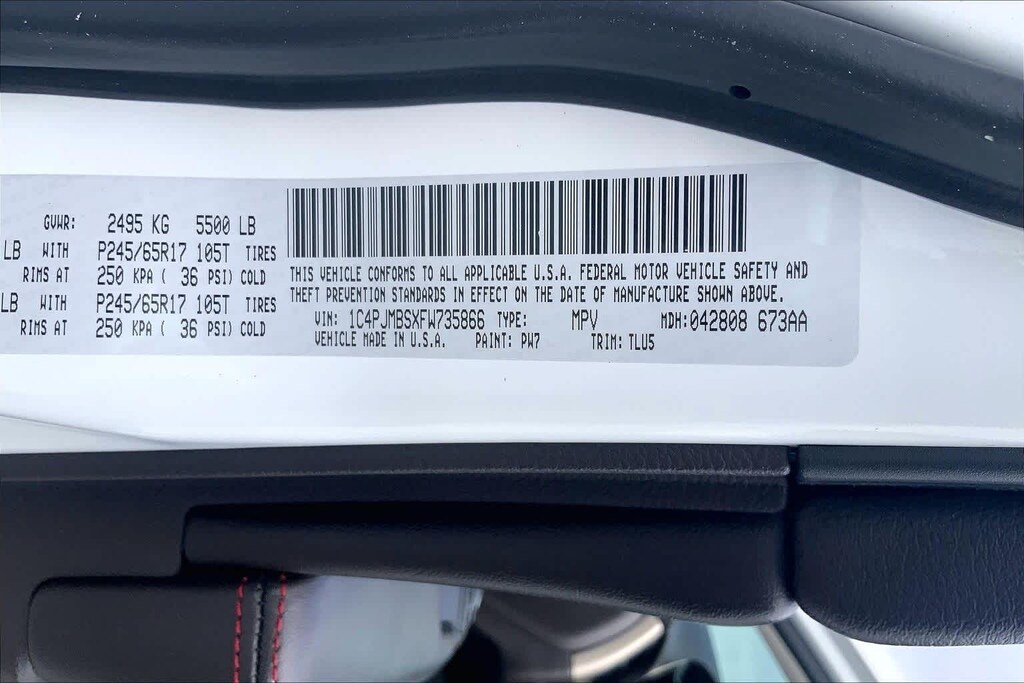 GVWR: 2495 KG 5500 LB
LB WITH P245/65R17 105T TIRES
RIMS AT 250 KPA ( 36 PSI) COLD
LB WITH P245/65R17 105T TIRES
RIMS AT 250 KPA ( 36 PSI) COLD
THIS VEHICLE CONFORMS TO ALL APPLICABLE U.S.A. FEDERAL MOTOR VEHICLE SAFETY AND
THEFT PREVENTION STANDARDS IN EFFECT ON THE DATE OF MANUFACTURE SHOWN ABOVE.
VIN: 1C4PJMBSXFW735866 TYPE: MPV MDH:042808 673AA
VEHICLE MADE IN U.S.A. PAINT: PW7 TRIM: TLU5